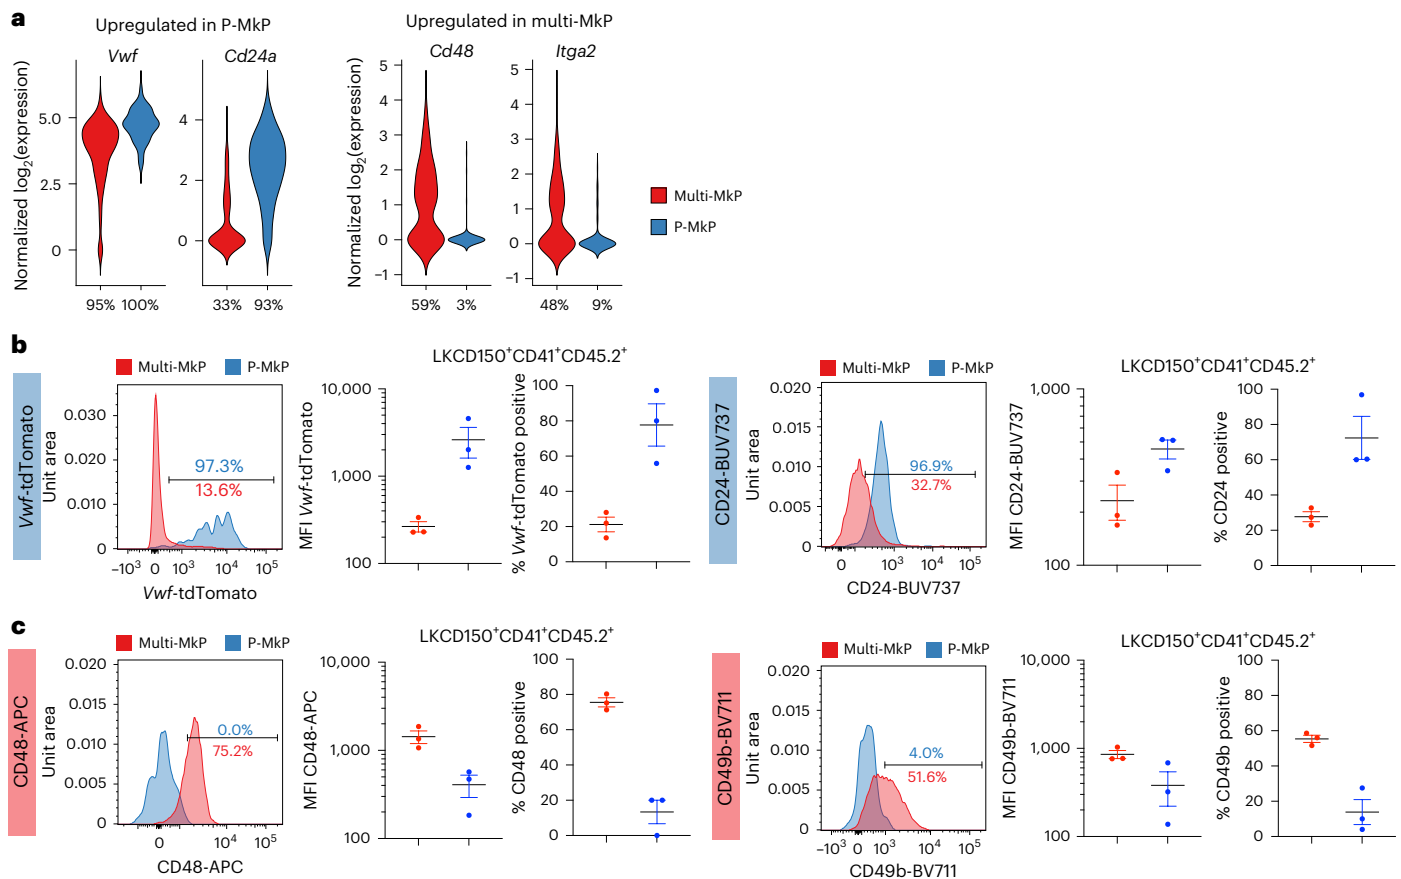 a
Upregulated in P-MkP
Upregulated in multi-MkP
Vwf
Cd24a
Cd48
Itga2
Normalized log2(expression)
5.0
2.5
0
4
2
0
95% 100%
33% 93%
Normalized log2(expression)
5
4
3
2
1
0
−1
5
4
3
2
1
0
−1
59% 3%
48% 9%
Multi-MkP
P-MkP
b
Vwf-tdTomato
Multi-MkP P-MkP
Unit area
0.030
0.020
0.010
0
97.3%
13.6%
−10³ 0 10³ 10⁴ 10⁵
Vwf-tdTomato
LKCD150⁺CD41⁺CD45.2⁺
MFI Vwf-tdTomato
10,000
1,000
100
% Vwf-tdTomato positive
100
80
60
40
20
0
CD24-BUV737
Multi-MkP P-MkP
Unit area
0.020
0.015
0.010
0.005
0
96.9%
32.7%
0 10³ 10⁴ 10⁵
CD24-BUV737
LKCD150⁺CD41⁺CD45.2⁺
MFI CD24-BUV737
1,000
100
% CD24 positive
100
80
60
40
20
0
c
CD48-APC
Multi-MkP P-MkP
Unit area
0.020
0.015
0.010
0.005
0
0.0%
75.2%
0 10⁴ 10⁵
CD48-APC
LKCD150⁺CD41⁺CD45.2⁺
MFI CD48-APC
10,000
1,000
100
% CD48 positive
100
80
60
40
20
0
CD49b-BV711
Multi-MkP P-MkP
Unit area
0.020
0.015
0.010
0.005
0
4.0%
51.6%
−10³ 0 10³ 10⁴ 10⁵
CD49b-BV711
LKCD150⁺CD41⁺CD45.2⁺
MFI CD49b-BV711
10,000
1,000
100
% CD49b positive
100
80
60
40
20
0